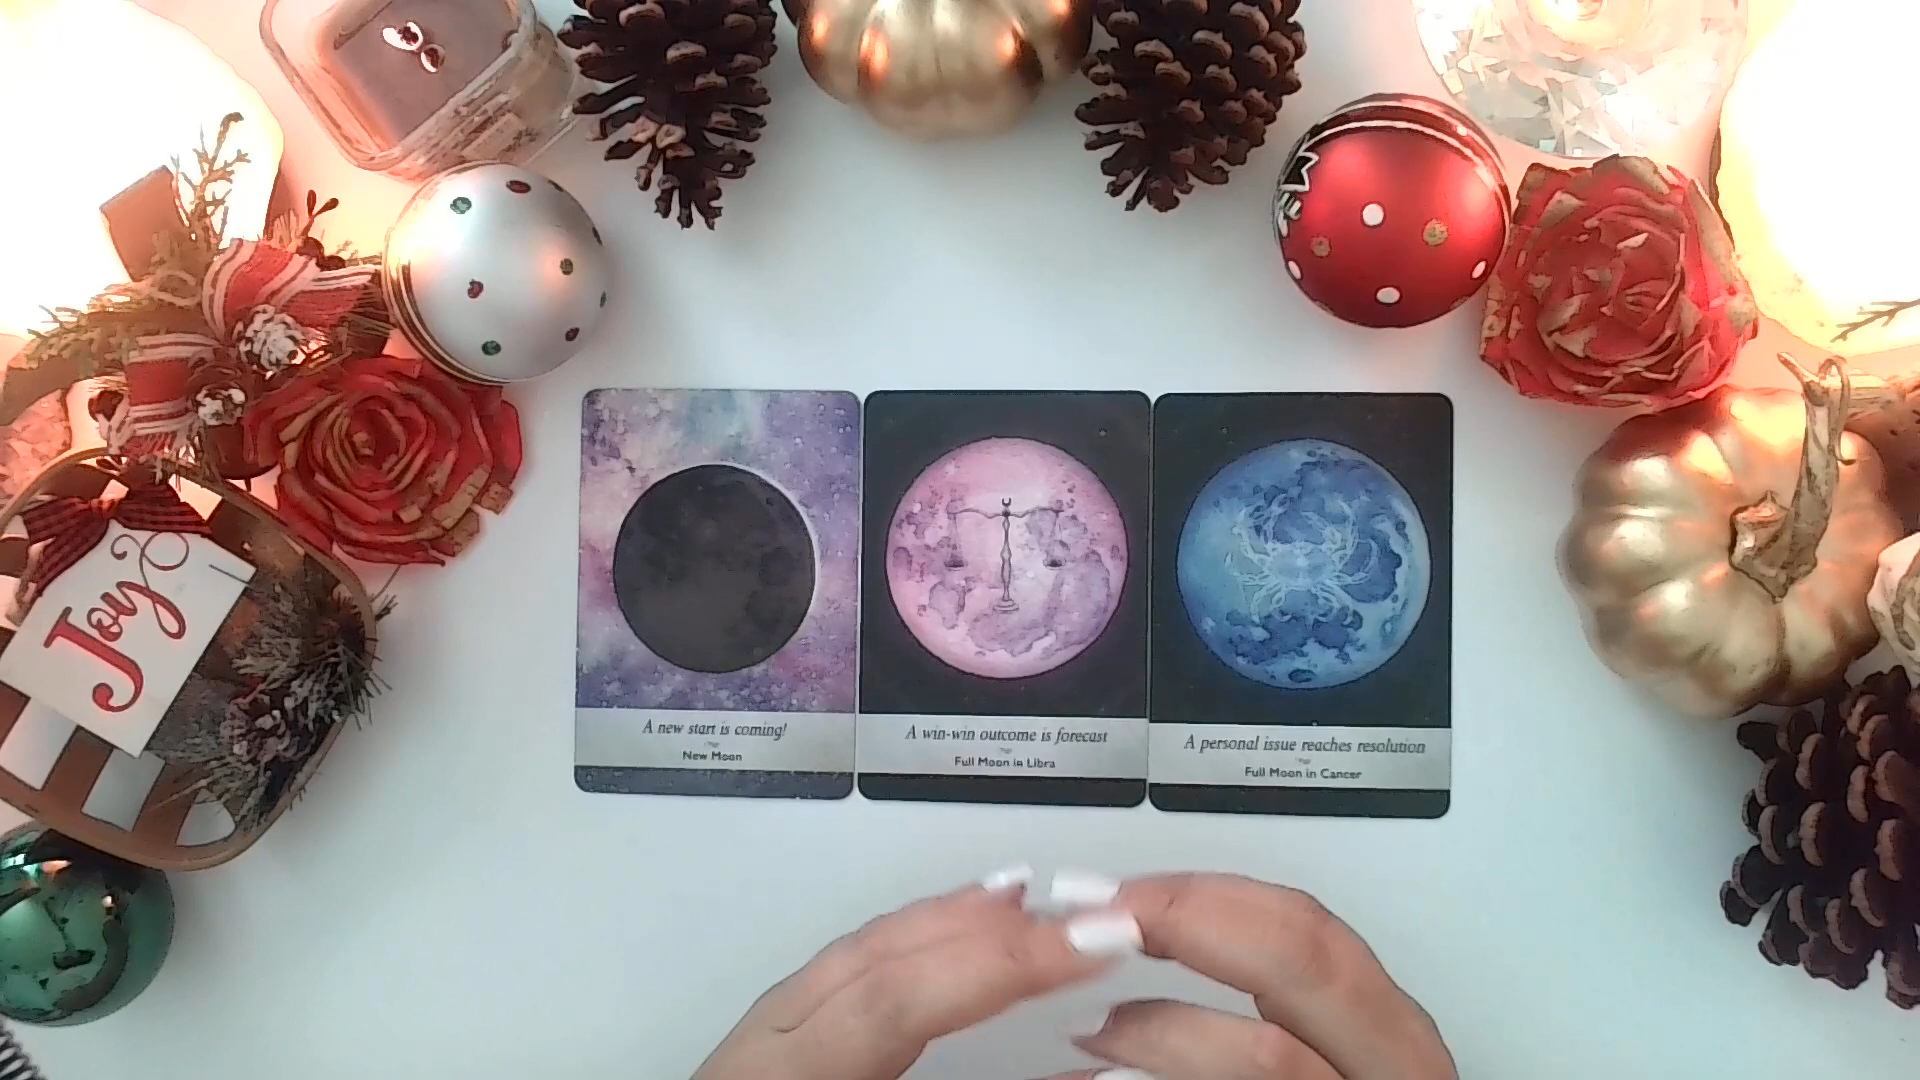 Joy
A new start is coming!
New Moon
A win-win outcome is forecast
Full Moon in Libra
A personal issue reaches resolution
Full Moon in Cancer